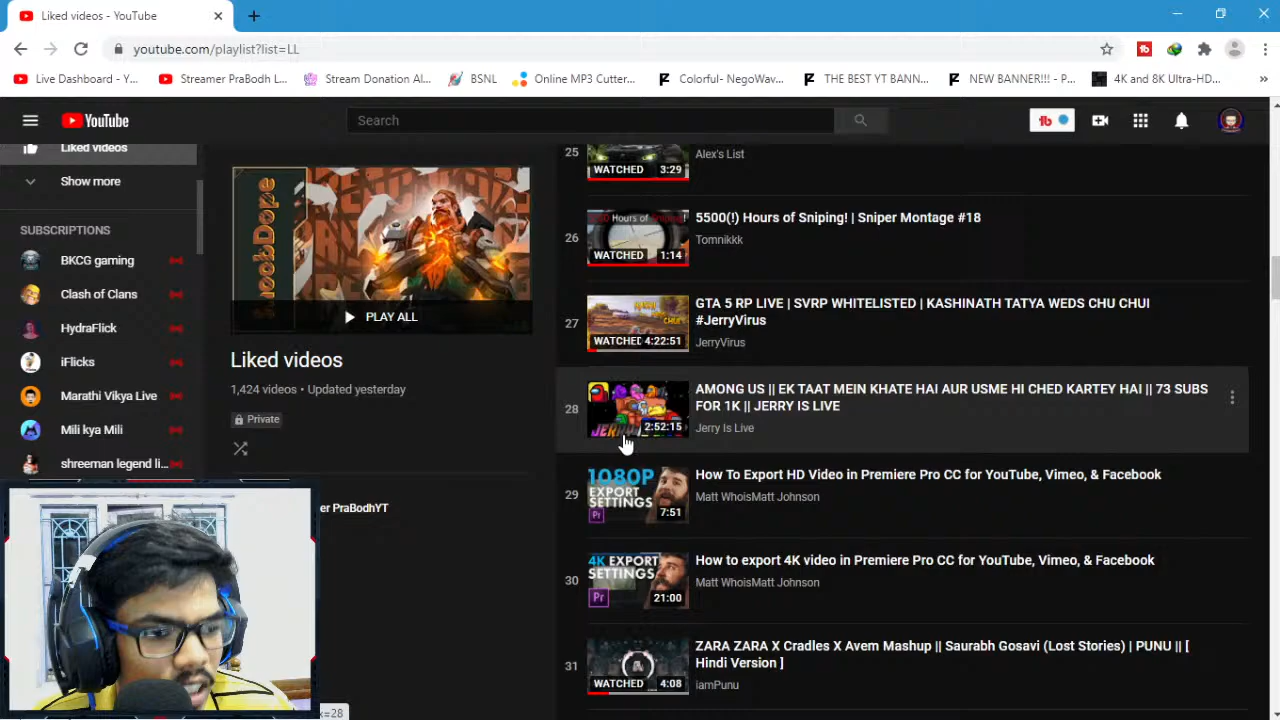 Liked videos - YouTube
youtube.com/playlist?list=LL
Live Dashboard - Y...
Streamer PraBodh L...
Stream Donation Al...
BSNL
Online MP3 Cutter...
Colorful- NegoWav...
THE BEST YT BANN...
NEW BANNER!!! - P...
4K and 8K Ultra-HD...
YouTube
Search
Liked videos
Show more
SUBSCRIPTIONS
BKCG gaming
Clash of Clans
HydraFlick
iFlicks
Marathi Vikya Live
Mili kya Mili
shreeman legend li...
PLAY ALL
Liked videos
1,424 videos • Updated yesterday
Private
er PraBodhYT
25
WATCHED 3:29
Alex's List
26
Hours of
WATCHED 1:14
5500(!) Hours of Sniping! | Sniper Montage #18
Tomnikkk
27
WATCHED 4:22:51
GTA 5 RP LIVE | SVRP WHITELISTED | KASHINATH TATYA WEDS CHU CHUI
#JerryVirus
JerryVirus
28
2:52:15
AMONG US || EK TAAT MEIN KHATE HAI AUR USME HI CHED KARTEY HAI || 73 SUBS
FOR 1K || JERRY IS LIVE
Jerry Is Live
29
1080P
EXPORT
SETTINGS
Pr
7:51
How To Export HD Video in Premiere Pro CC for YouTube, Vimeo, & Facebook
Matt WhoisMatt Johnson
30
4K EXPORT
SETTINGS
Pr
21:00
How to export 4K video in Premiere Pro CC for YouTube, Vimeo, & Facebook
Matt WhoisMatt Johnson
31
WATCHED 4:08
ZARA ZARA X Cradles X Avem Mashup || Saurabh Gosavi (Lost Stories) | PUNU || [
Hindi Version ]
iamPunu
x=28